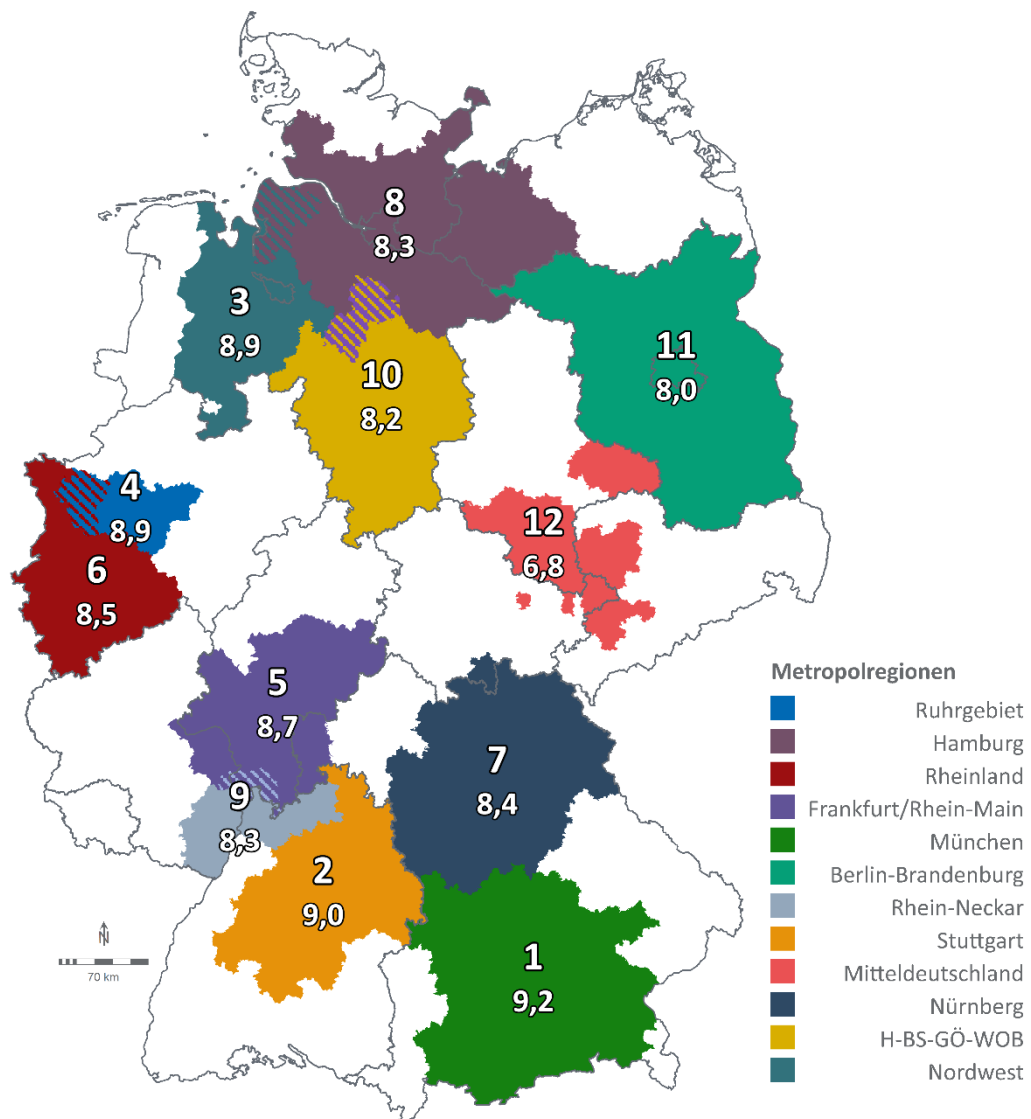 8
8,3
3
8,9
11
8,0
10
8,2
4
8,9
12
6,8
6
8,5
5
8,7
7
8,4
9
8,3
2
9,0
1
9,2
N
70 km
Metropolregionen
Ruhrgebiet
Hamburg
Rheinland
Frankfurt/Rhein-Main
München
Berlin-Brandenburg
Rhein-Neckar
Stuttgart
Mitteldeutschland
Nürnberg
H-BS-GÖ-WOB
Nordwest